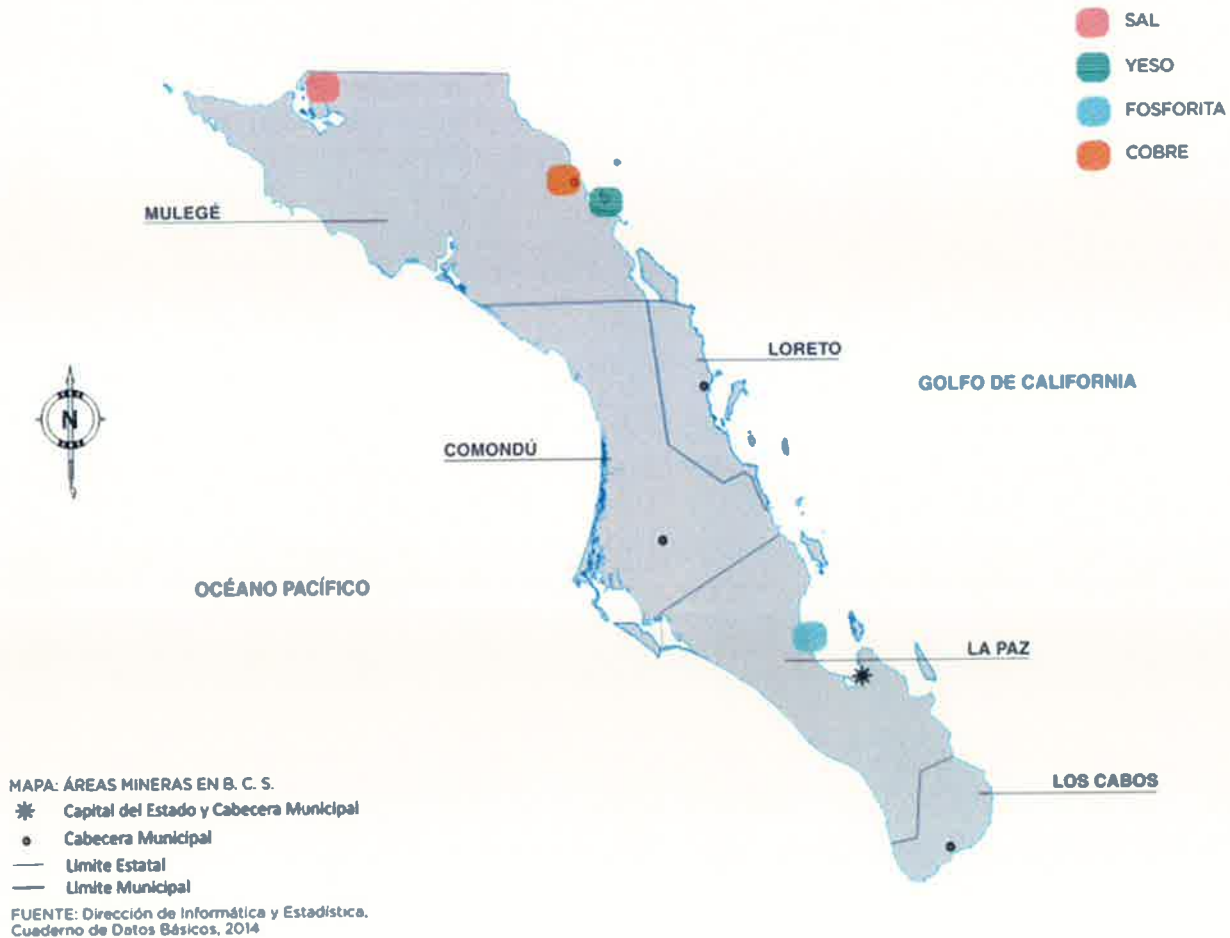 SAL
YESO
FOSFORITA
COBRE
MULEGÉ
LORETO
GOLFO DE CALIFORNIA
N
COMONDÚ
OCÉANO PACÍFICO
LA PAZ
LOS CABOS
MAPA: ÁREAS MINERAS EN B. C. S.
Capital del Estado y Cabecera Municipal
Cabecera Municipal
Limite Estatal
Limite Municipal
FUENTE: Dirección de Informática y Estadística,
Cuaderno de Datos Básicos, 2014